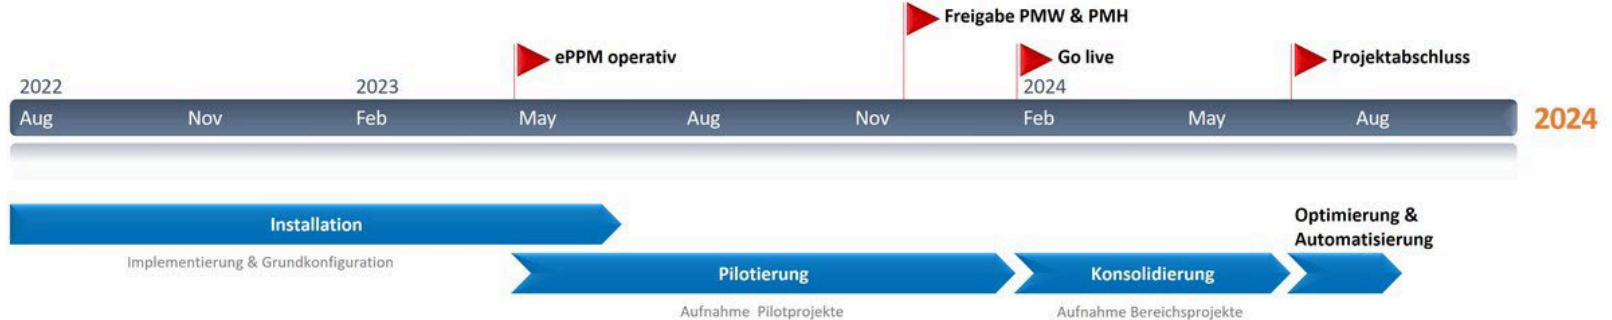 Freigabe PMW & PMH
ePPM operativ
Go live
Projektabschluss
2022
2023
2024
Aug
Nov
Feb
May
Aug
Nov
Feb
May
Aug
2024
Installation
Implementierung & Grundkonfiguration
Optimierung &
Automatisierung
Pilotierung
Konsolidierung
Aufnahme Pilotprojekte
Aufnahme Bereichsprojekte